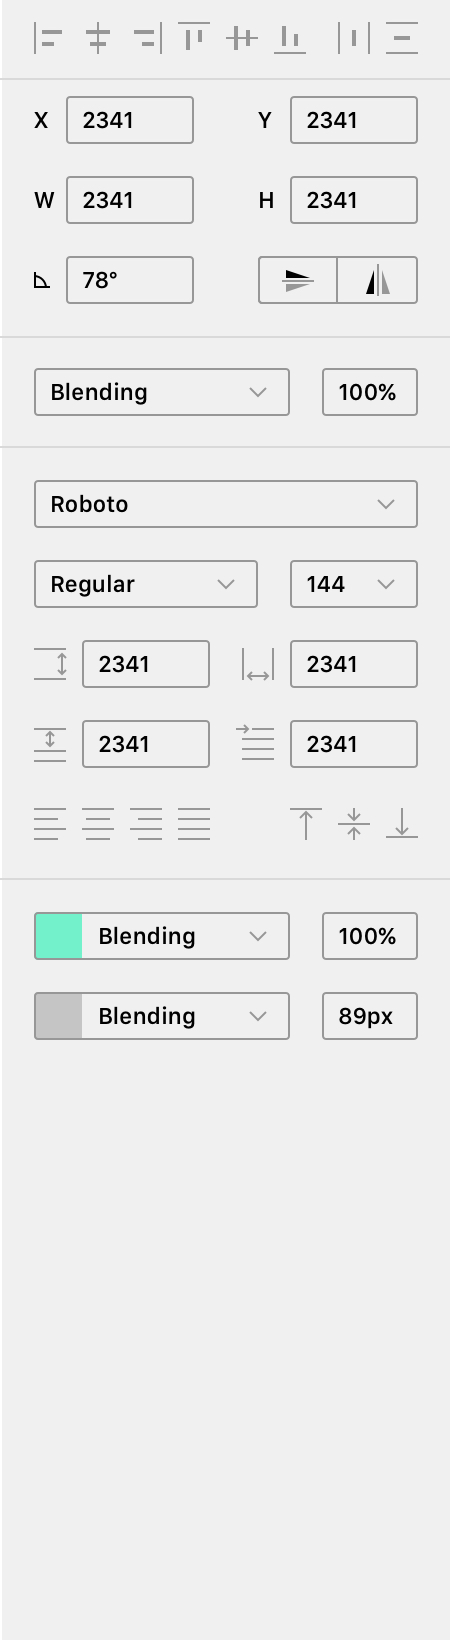 X 2341 Y 2341
W 2341 H 2341
78°
Blending 100%
Roboto
Regular 144
2341 2341
2341 2341
Blending 100%
Blending 89px